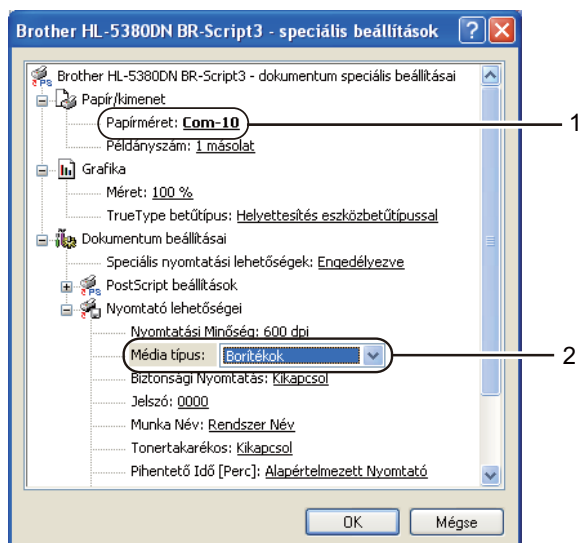 Brother HL-5380DN BR-Script3 - speciális beállítások
Brother HL-5380DN BR-Script3 - dokumentum speciális beállításai
Papír/kimenet
Papírméret: Com-10
1
Példányszám: 1 másolat
Grafika
Méret: 100 %
TrueType betűtípus: Helyettesítés eszközbetűtípussal
Dokumentum beállításai
Speciális nyomtatási lehetőségek: Engedélyezve
PostScript beállítások
Nyomtató lehetőségei
Nyomtatási Minőség: 600 dpi
Média típus: Borítékok
2
Biztonsági Nyomtatás: Kikapcsol
Jelszó: 0000
Munka Név: Rendszer Név
Tonertakarékos: Kikapcsol
Pihentető Idő [Perc]: Alapértelmezett Nyomtató
OK
Mégse